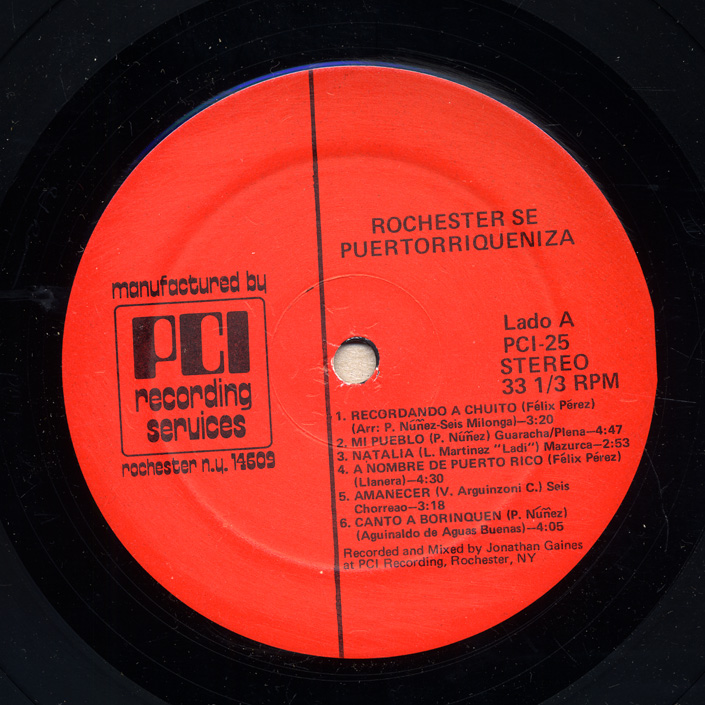 ROCHESTER SE
PUERTORRIQUENIZA
manufactured by
PCI
recording
services
rochester n.y. 14609
Lado A
PCI-25
STEREO
33 1/3 RPM
1. RECORDANDO A CHUITO (Félix Pérez)
(Arr: P. Núñez-Seis Milonga)—3:20
2. MI PUEBLO (P. Núñez) Guaracha/Plena—4:47
3. NATALIA (L. Martinez "Ladi") Mazurca—2:53
4. A NOMBRE DE PUERTO RICO (Félix Pérez)
(Llanera)—4:30
5. AMANECER (V. Arguinzoni C.) Seis
Chorreao—3:18
6. CANTO A BORINQUEN (P. Núñez)
(Aguinaldo de Aguas Buenas)—4:05
Recorded and Mixed by Jonathan Gaines
at PCI Recording, Rochester, NY